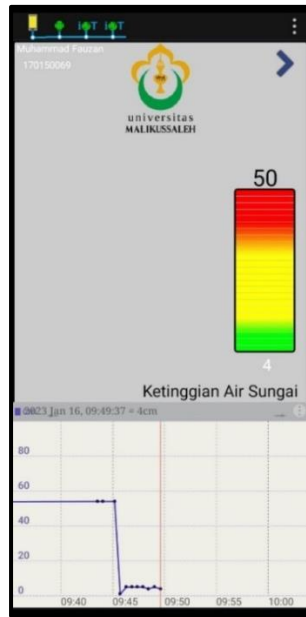 IoT IoT
Muhammad Fauzan
170150069
universitas
MALIKUSSALEH
50
4
Ketinggian Air Sungai
2023 Jan 16, 09:49:37 = 4cm
80
60
40
20
0
09:40 09:45 09:50 09:55 10:00